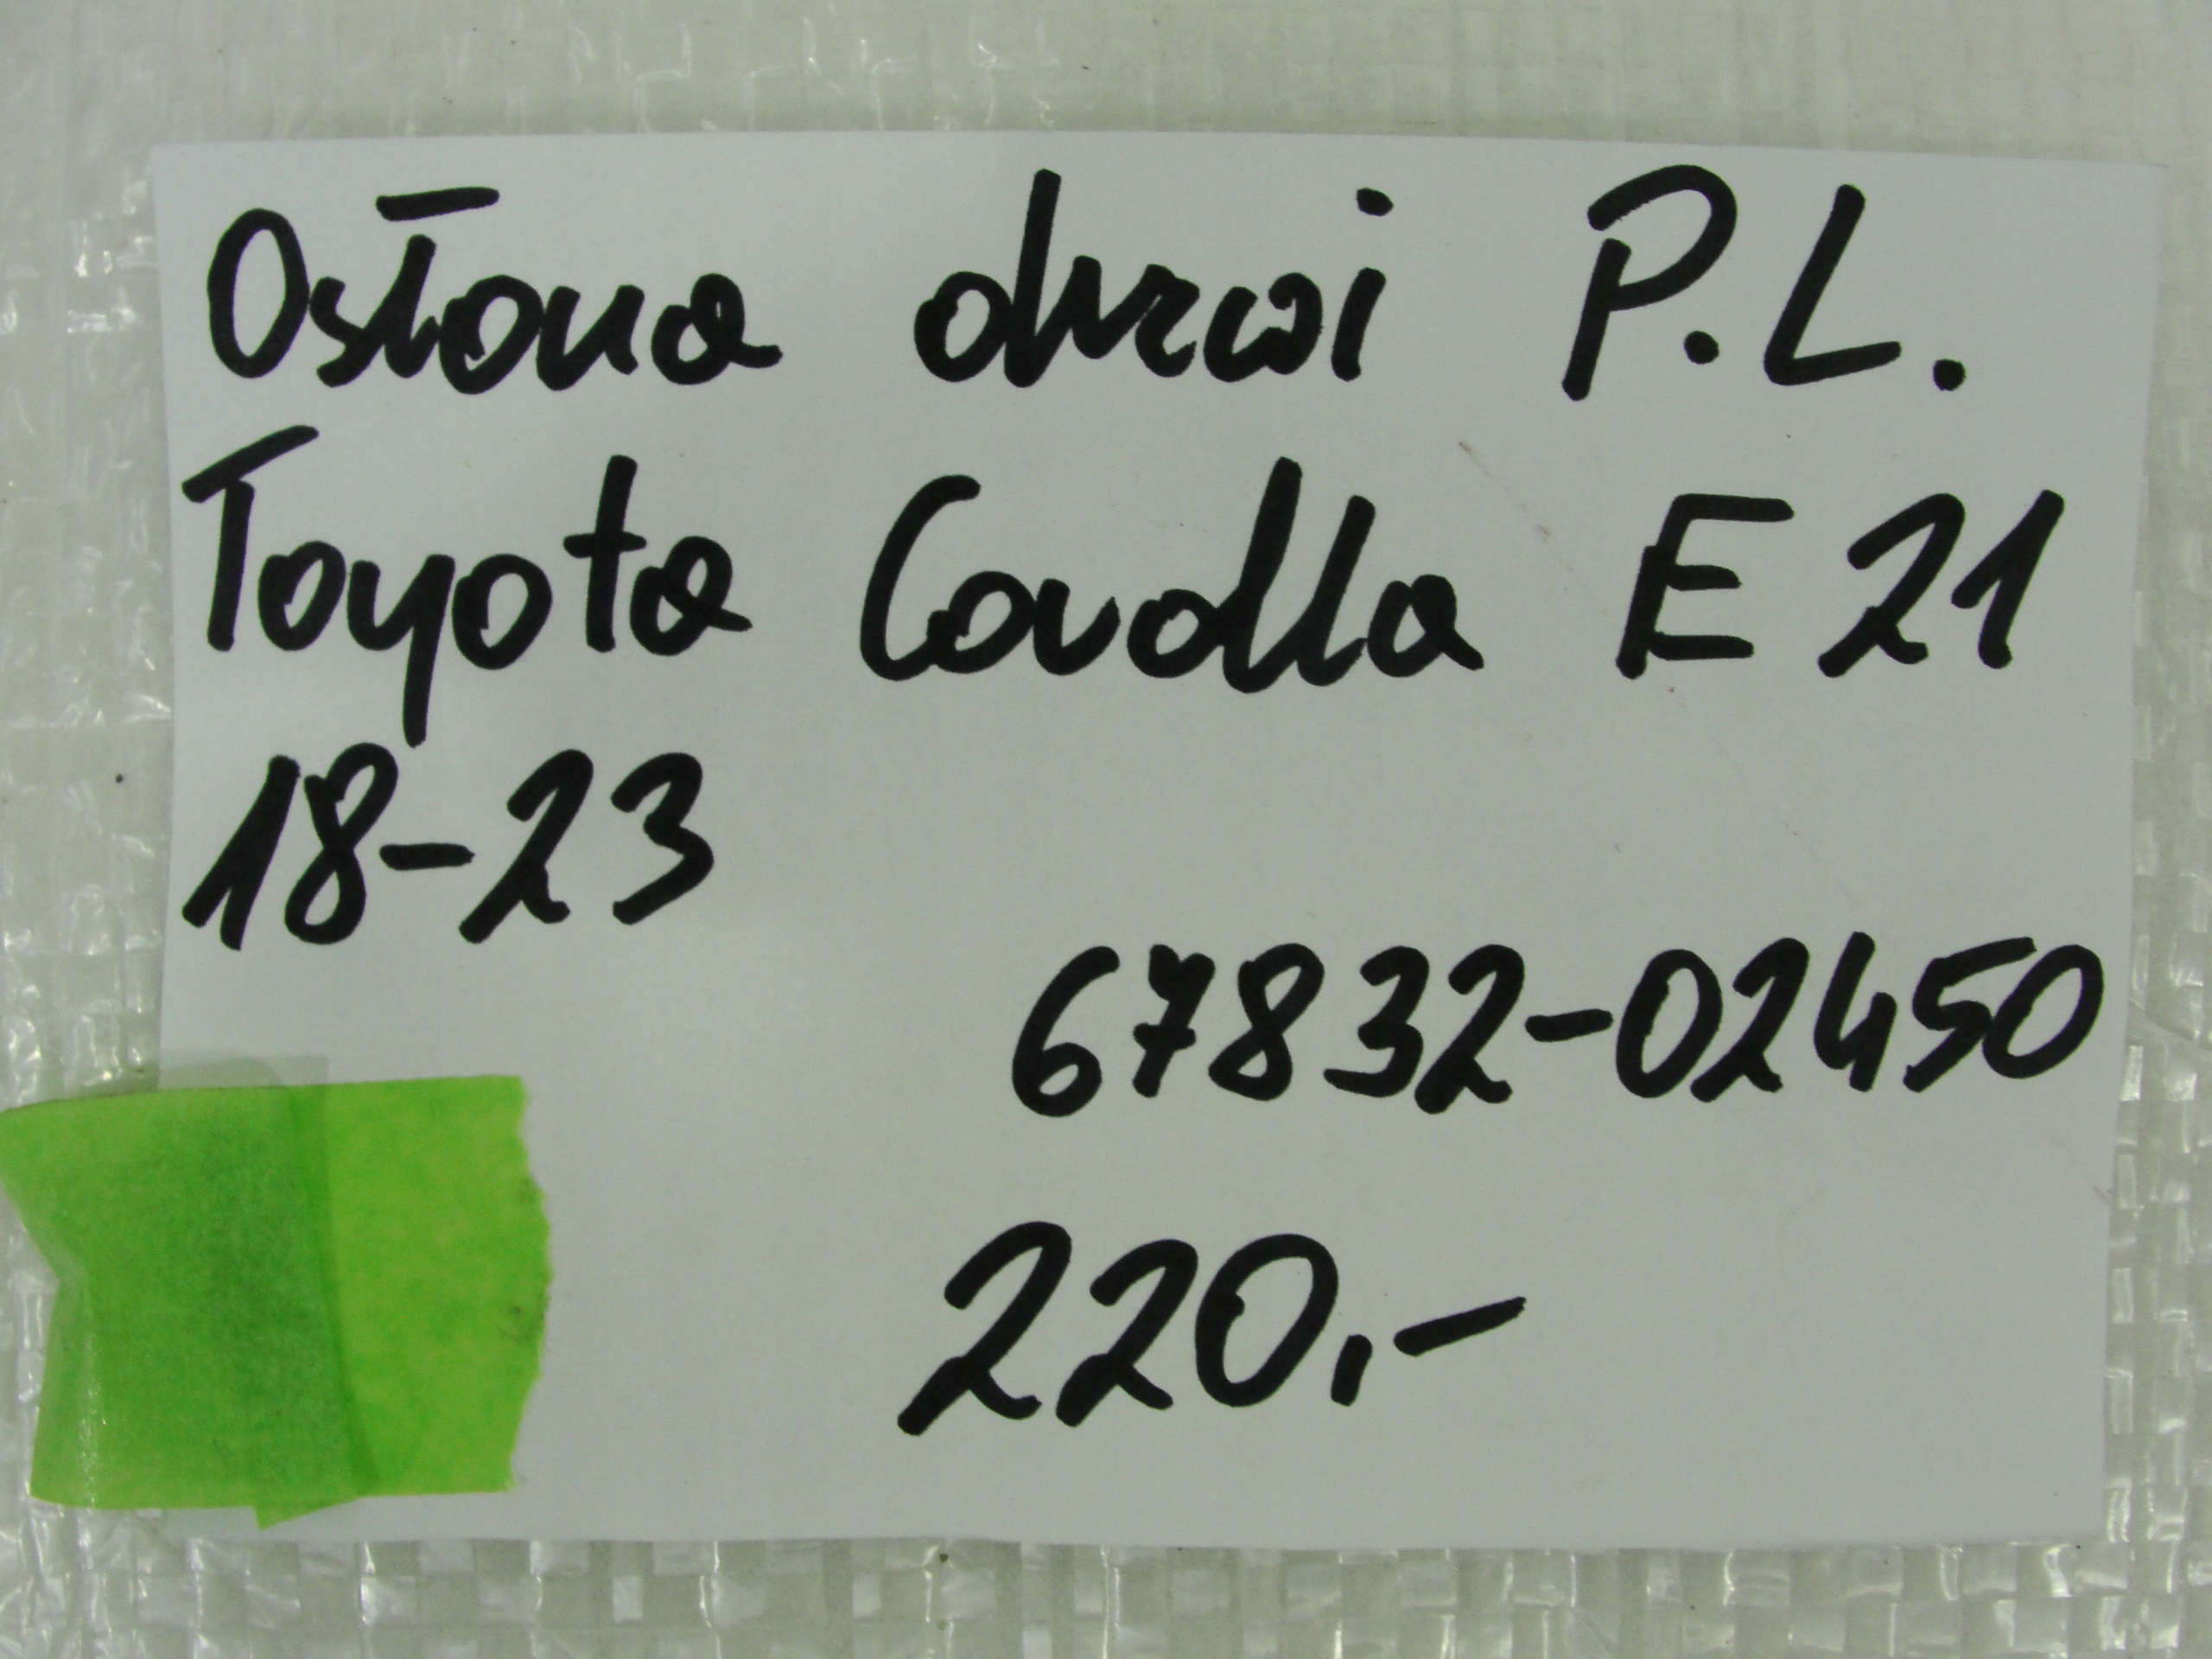 Osłona drzwi P.L.
Toyota Corolla E21
18-23
67832-02450
220,-